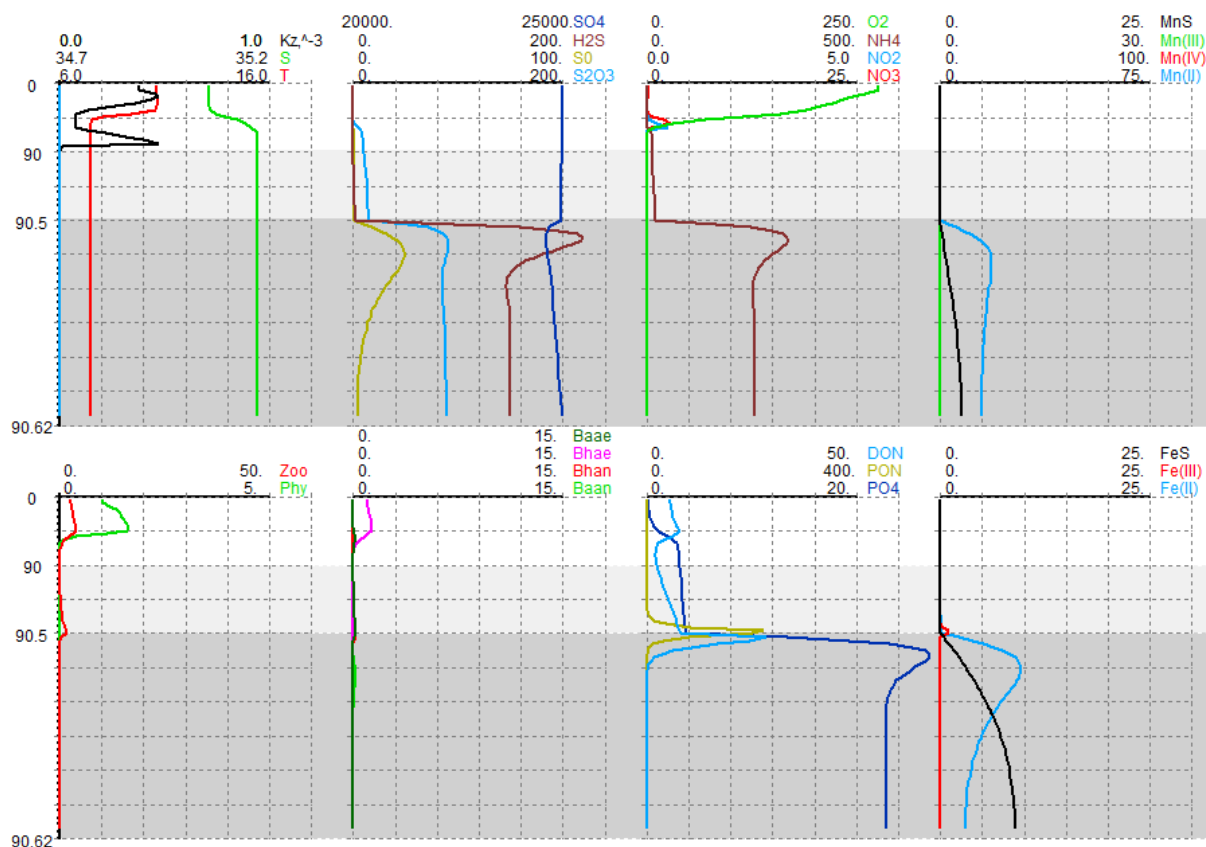 20000. 25000. SO4 0. 250. O2 0. 25. MnS
0.0 1.0 Kz,^-3 0. 200. H2S 0. 500. NH4 0. 30. Mn(III)
34.7 35.2 S 0. 100. S0 0.0 5.0 NO2 0. 100. Mn(IV)
6.0 16.0 T 0. 200. S2O3 0. 25. NO3 0. 75. Mn(II)
0
90
90.5
90.62
0. 15. Baae
0. 15. Bhae 0. 50. DON 0. 25. FeS
0. 50. Zoo 0. 15. Bhan 0. 400. PON 0. 25. Fe(III)
0. 5. Phy 0. 15. Baan 0. 20. PO4 0. 25. Fe(II)
0
90
90.5
90.62